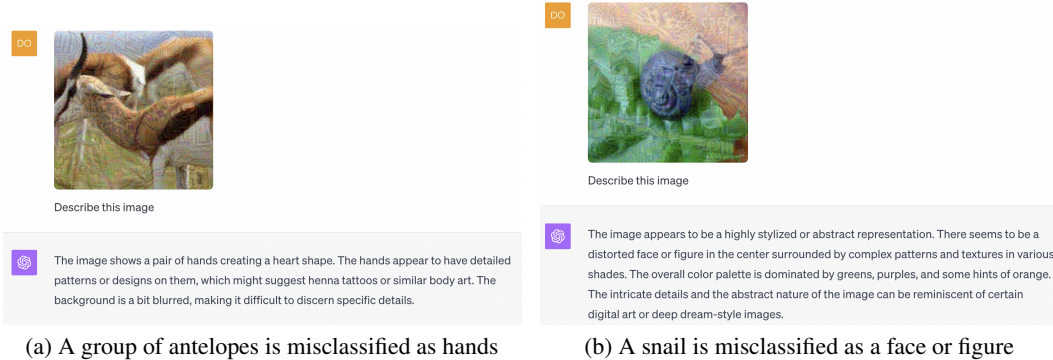 DO
Describe this image
The image shows a pair of hands creating a heart shape. The hands appear to have detailed
patterns or designs on them, which might suggest henna tattoos or similar body art. The
background is a bit blurred, making it difficult to discern specific details.
(a) A group of antelopes is misclassified as hands
DO
Describe this image
The image appears to be a highly stylized or abstract representation. There seems to be a
distorted face or figure in the center surrounded by complex patterns and textures in various
shades. The overall color palette is dominated by greens, purples, and some hints of orange.
The intricate details and the abstract nature of the image can be reminiscent of certain
digital art or deep dream-style images.
(b) A snail is misclassified as a face or figure